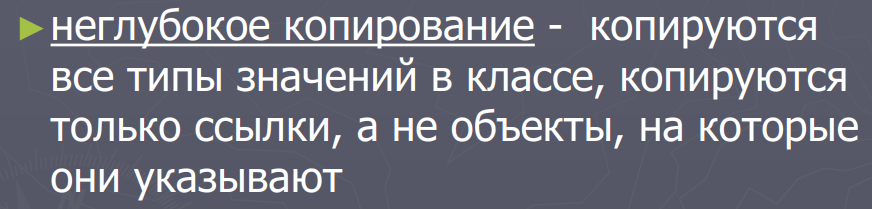 ►неглубокое копирование -  копируются
все типы значений в классе, копируются
только ссылки, а не объекты, на которые
они указывают